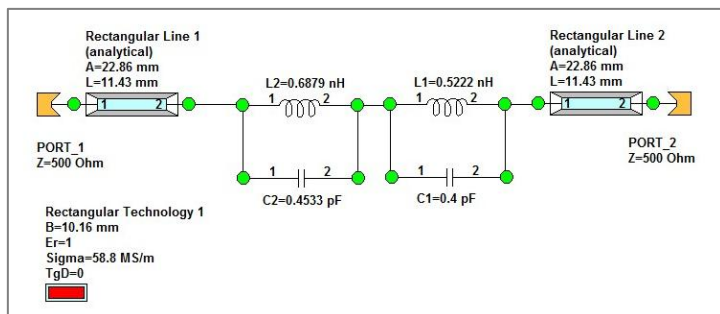 Rectangular Line 1
(analytical)
A=22.86 mm
L=11.43 mm
1 2
PORT_1
Z=500 Ohm
L2=0.6879 nH
1 2
1 2
C2=0.4533 pF
L1=0.5222 nH
1 2
1 2
C1=0.4 pF
Rectangular Line 2
(analytical)
A=22.86 mm
L=11.43 mm
1 2
PORT_2
Z=500 Ohm
Rectangular Technology 1
B=10.16 mm
Er=1
Sigma=58.8 MS/m
TgD=0